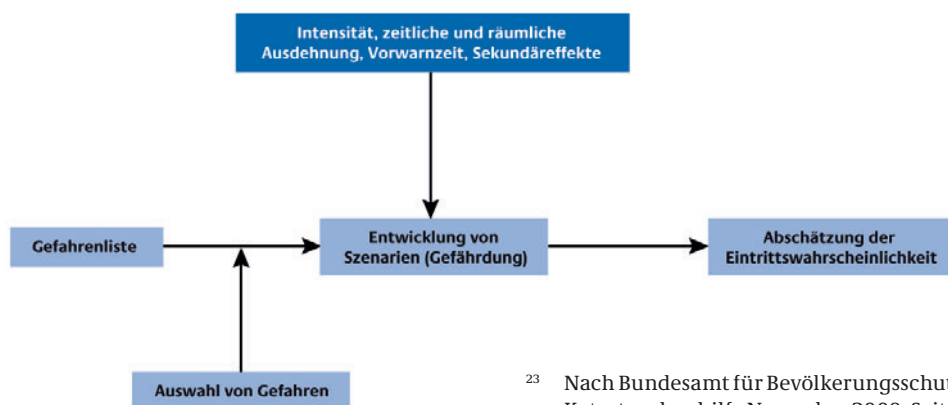 Intensität, zeitliche und räumliche
Ausdehnung, Vorwarnzeit, Sekundäreffekte
Gefahrenliste
Entwicklung von
Szenarien (Gefährdung)
Abschätzung der
Eintrittswahrscheinlichkeit
Auswahl von Gefahren
23 Nach Bundesamt für Bevölkerungsschut